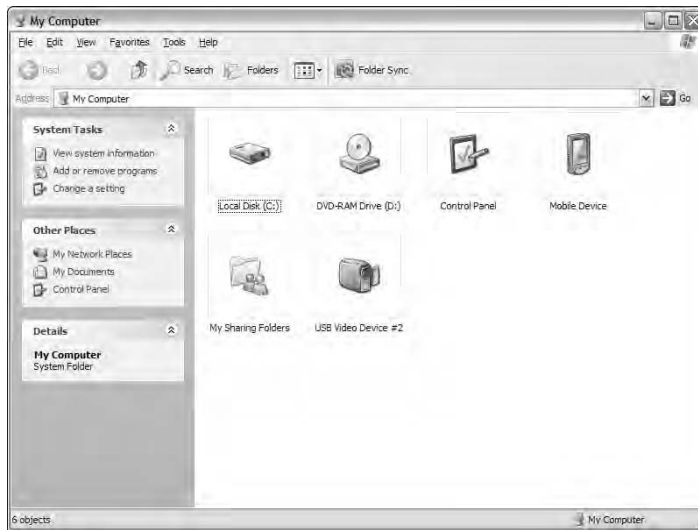 My Computer
File Edit View Favorites Tools Help
Back Search Folders Folder Sync
Address My Computer Go
System Tasks
View system information
Add or remove programs
Change a setting
Other Places
My Network Places
My Documents
Control Panel
Details
My Computer
System Folder
Local Disk (C:) DVD-RAM Drive (D:) Control Panel Mobile Device
My Sharing Folders USB Video Device #2
6 objects My Computer